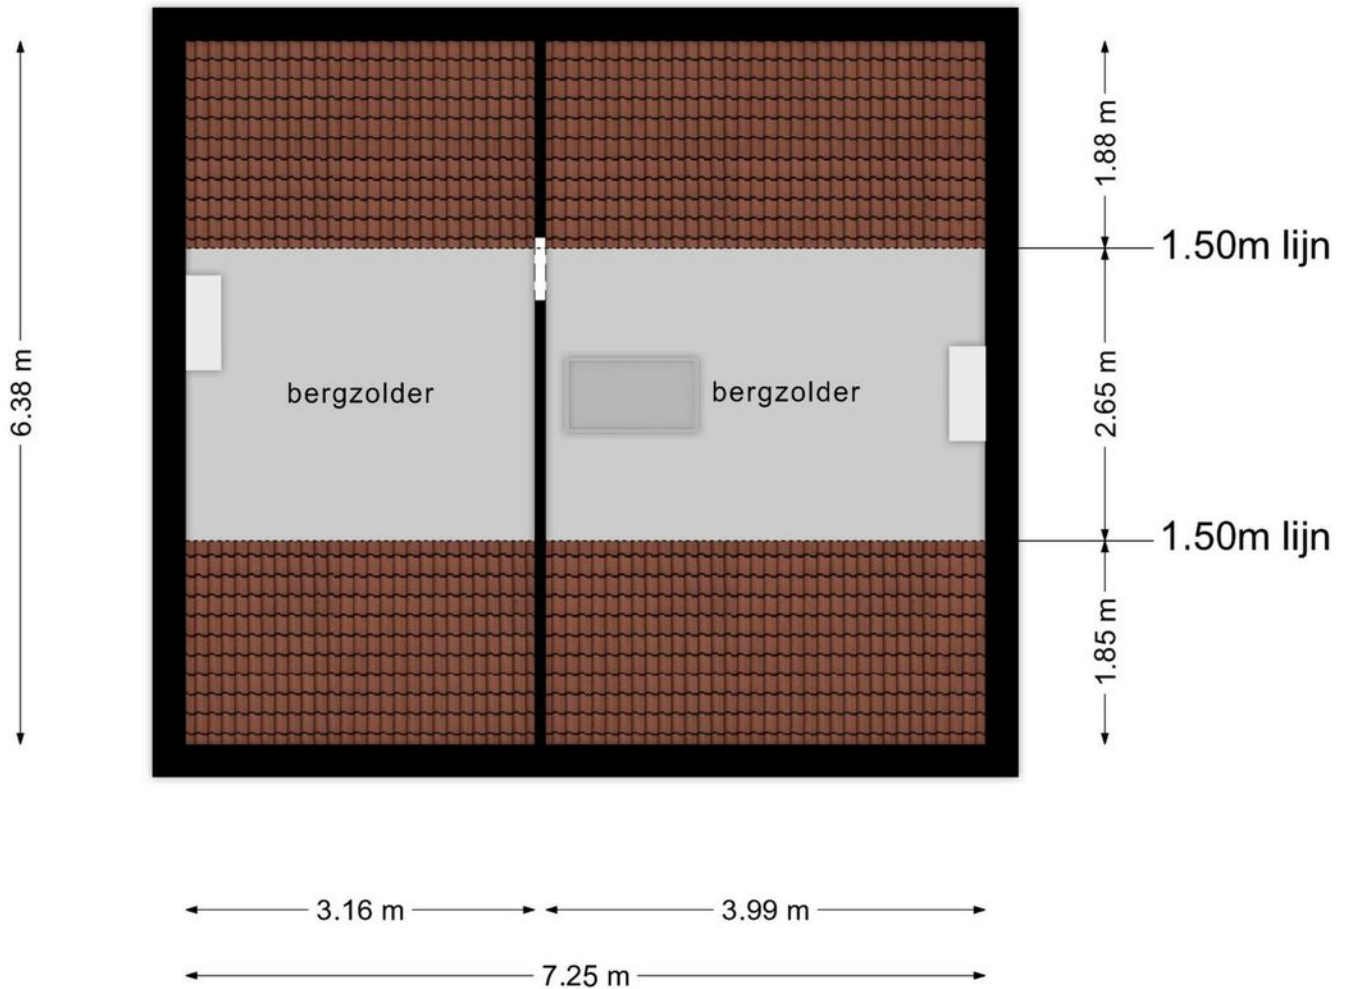 1.88 m
1.50m lijn
6.38 m
bergzolder
bergzolder
2.65 m
1.50m lijn
1.85 m
3.16 m
3.99 m
7.25 m